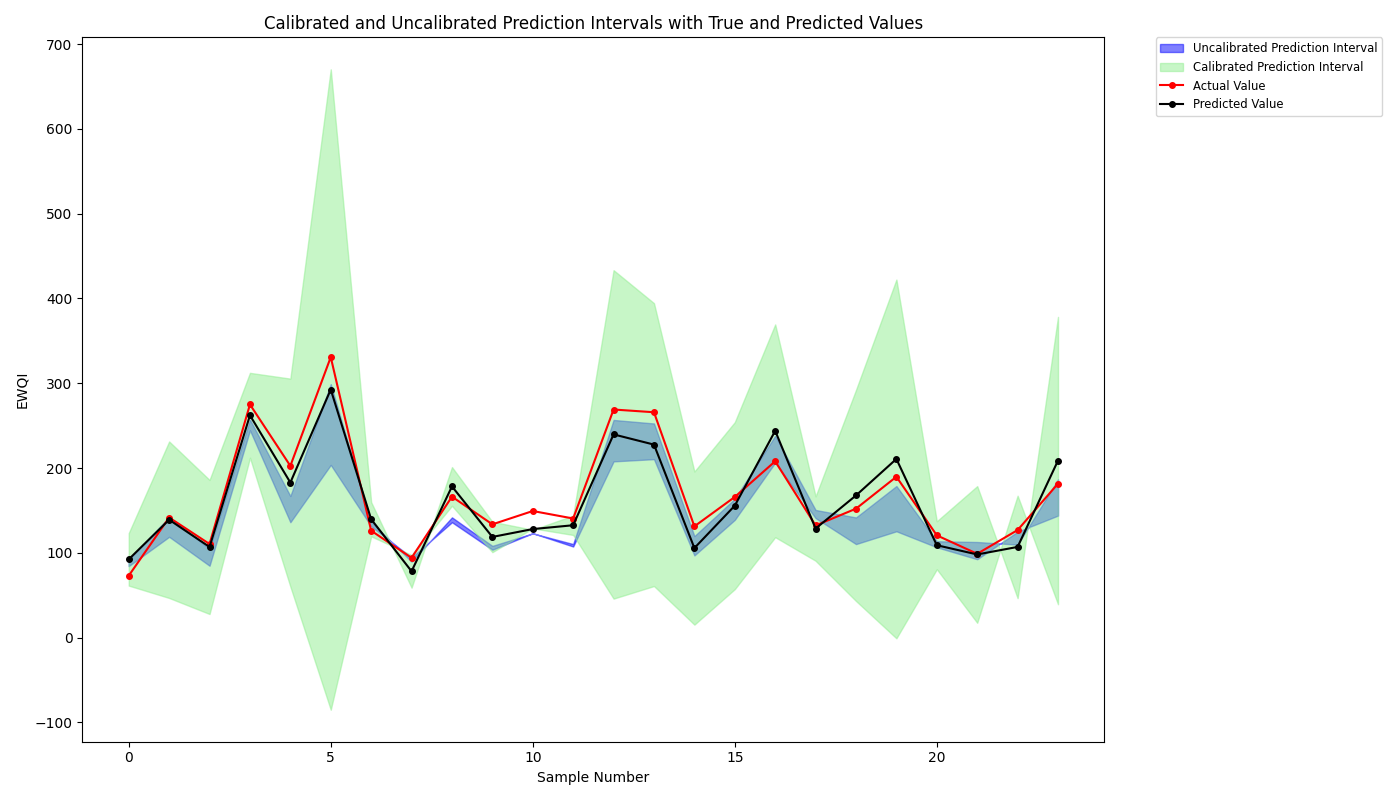 Calibrated and Uncalibrated Prediction Intervals with True and Predicted Values
700
600
500
400
300
200
100
0
−100
EWQI
0 5 10 15 20
Sample Number
Uncalibrated Prediction Interval
Calibrated Prediction Interval
Actual Value
Predicted Value